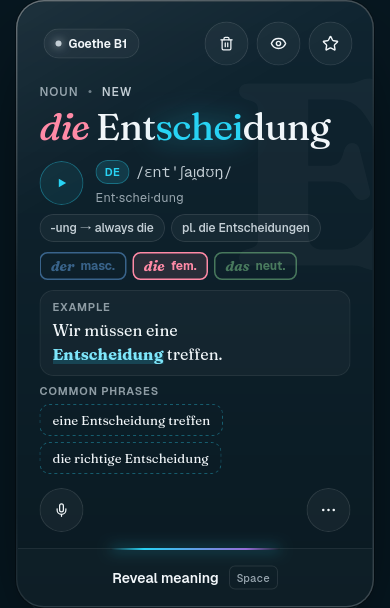 Goethe B1
NOUN • NEW
die Entscheidung
DE /ɛntˈʃaɪ̯dʊŋ/
Ent·schei·dung
-ung → always die
pl. die Entscheidungen
der masc.
die fem.
das neut.
EXAMPLE
Wir müssen eine
Entscheidung treffen.
COMMON PHRASES
eine Entscheidung treffen
die richtige Entscheidung
Reveal meaning Space